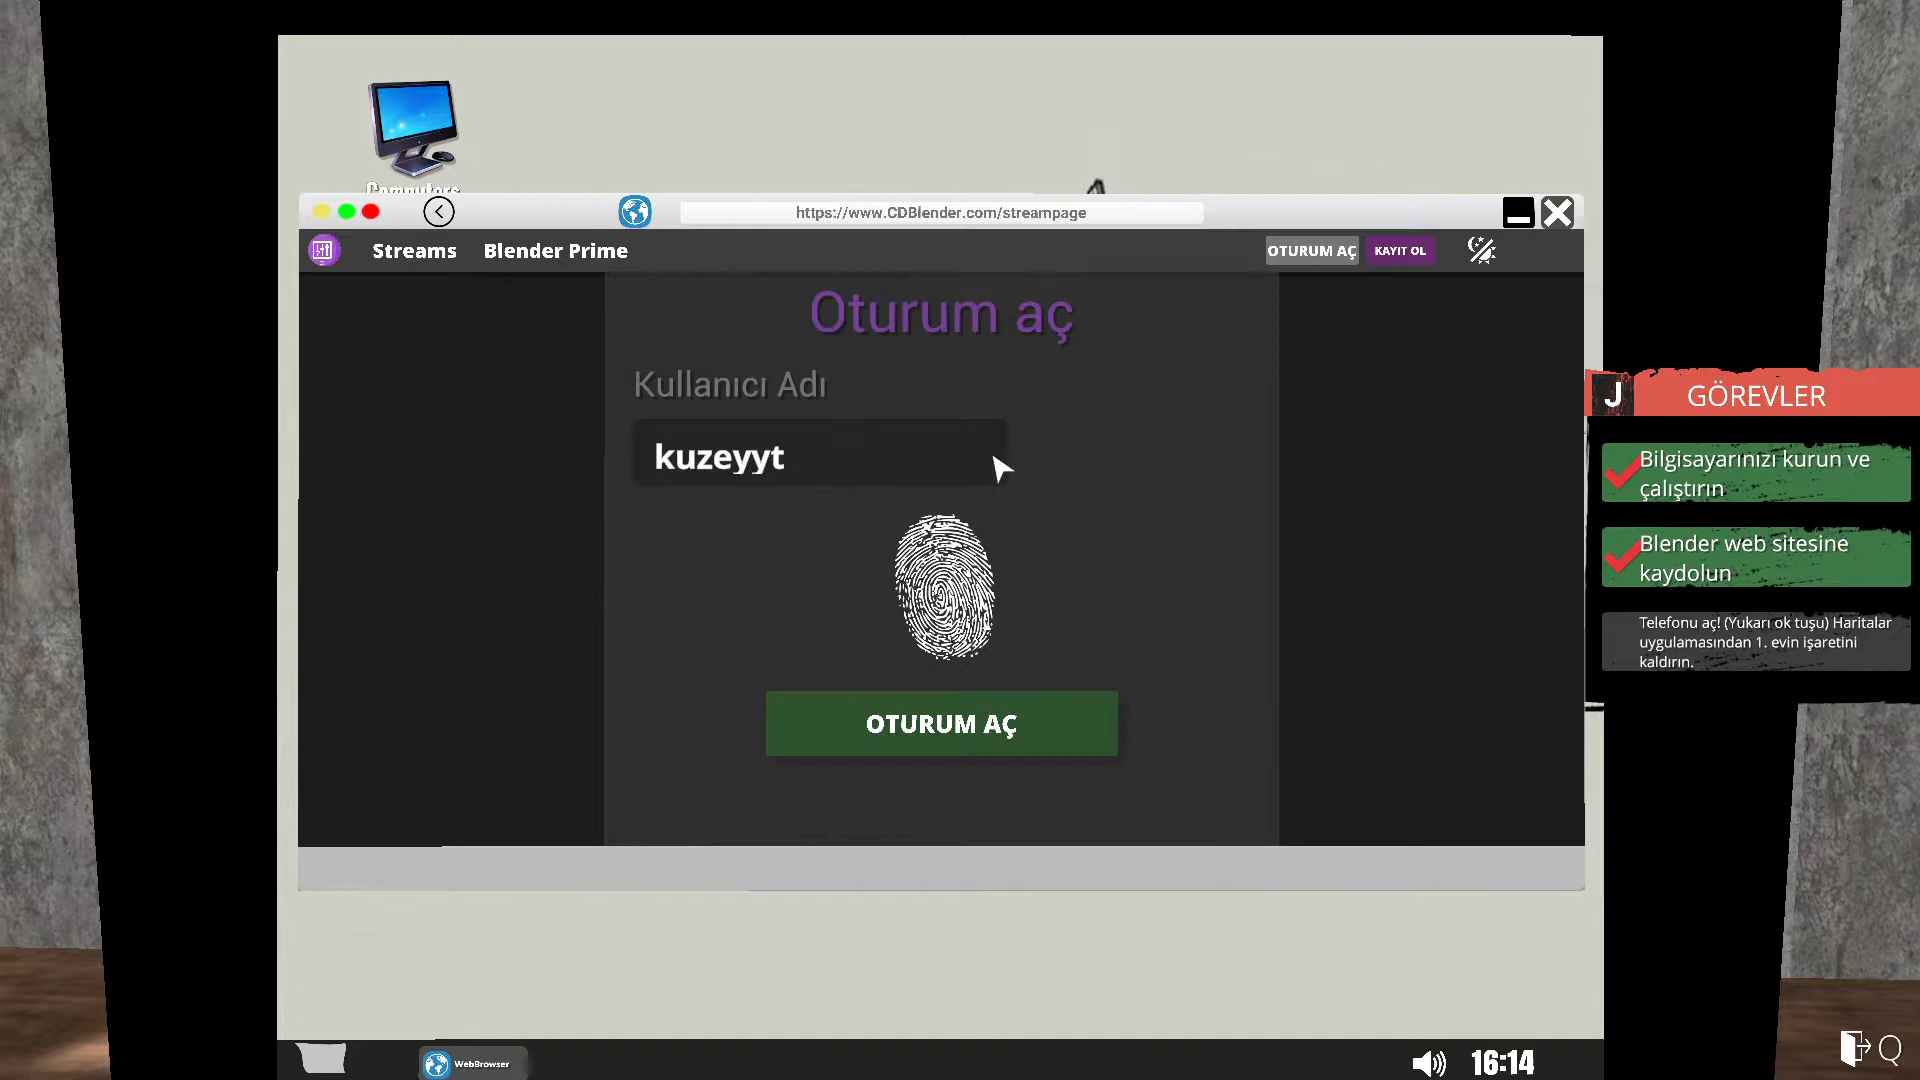 Computers
https://www.CDBlender.com/streampage
Streams
Blender Prime
OTURUM AÇ
KAYIT OL
Oturum aç
Kullanıcı Adı
kuzeyyt
OTURUM AÇ
J
GÖREVLER
Bilgisayarınızı kurun ve
çalıştırın
Blender web sitesine
kaydolun
Telefonu aç! (Yukarı ok tuşu) Haritalar
uygulamasından 1. evin işaretini
kaldırın.
WebBrowser
16:14
Q